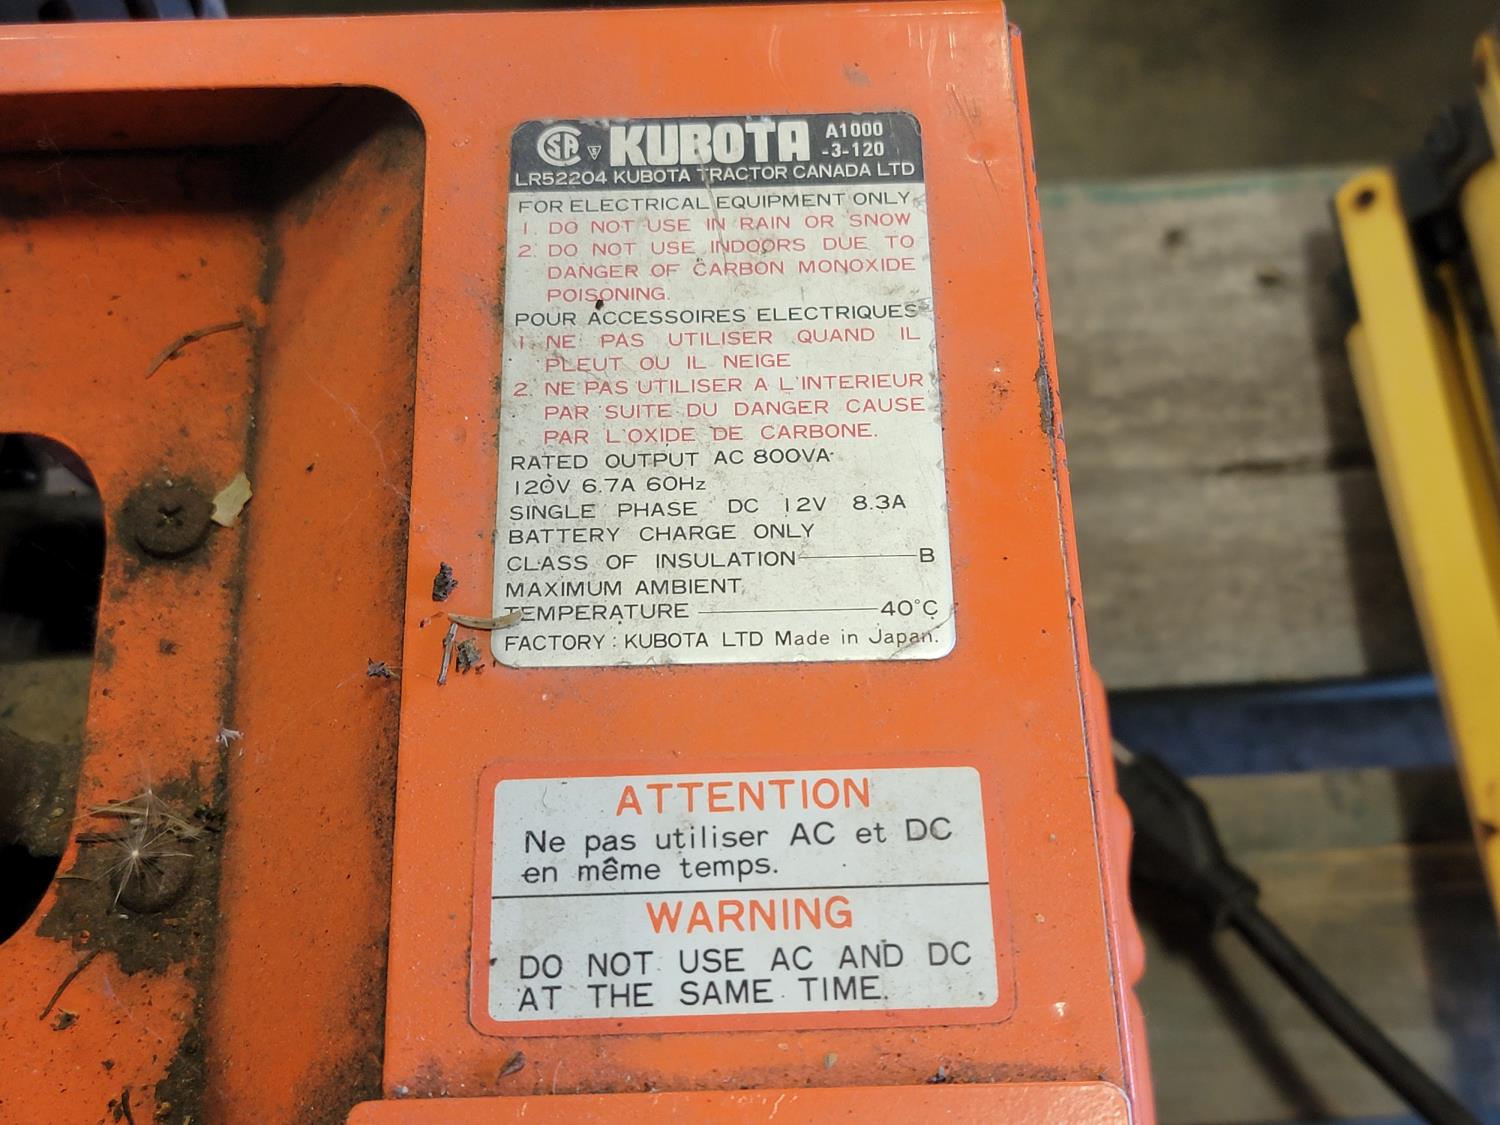 CSA KUBOTA A1000
-3-120
LR52204 KUBOTA TRACTOR CANADA LTD
FOR ELECTRICAL EQUIPMENT ONLY
1. DO NOT USE IN RAIN OR SNOW
2. DO NOT USE INDOORS DUE TO
DANGER OF CARBON MONOXIDE
POISONING.
POUR ACCESSOIRES ELECTRIQUES
1. NE PAS UTILISER QUAND IL
PLEUT OU IL NEIGE
2. NE PAS UTILISER A L'INTERIEUR
PAR SUITE DU DANGER CAUSE
PAR L'OXIDE DE CARBONE.
RATED OUTPUT AC 800VA
120V 6.7A 60Hz
SINGLE PHASE DC 12V 8.3A
BATTERY CHARGE ONLY
CLASS OF INSULATION B
MAXIMUM AMBIENT
TEMPERATURE 40°C
FACTORY: KUBOTA LTD Made in Japan.
ATTENTION
Ne pas utiliser AC et DC
en même temps.
WARNING
DO NOT USE AC AND DC
AT THE SAME TIME.